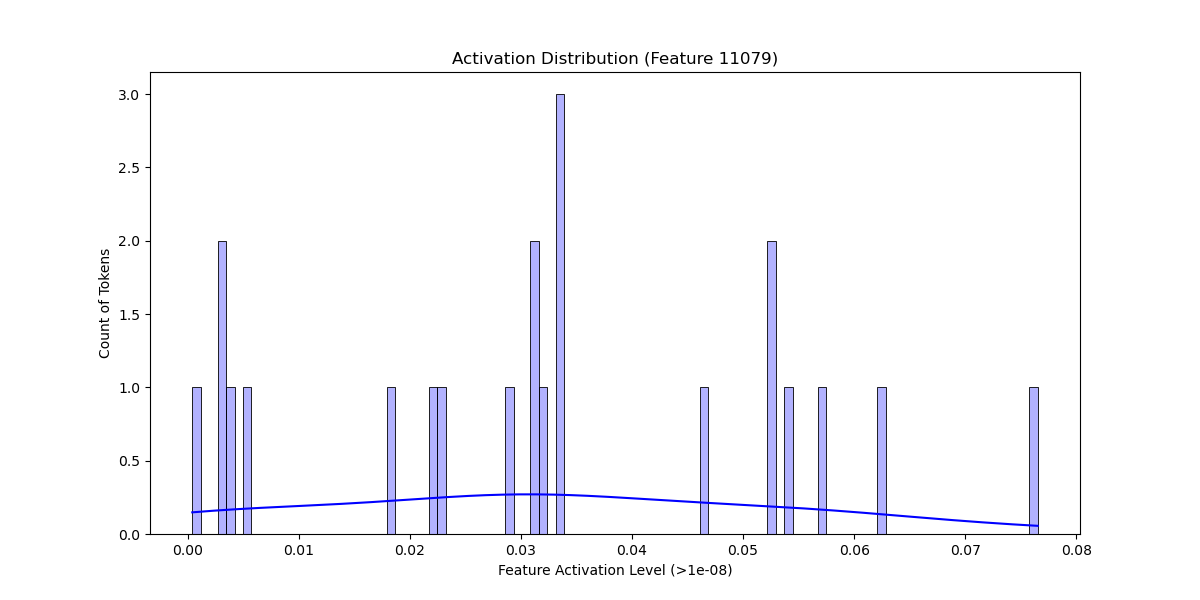 Activation Distribution (Feature 11079)
3.0
2.5
2.0
1.5
1.0
0.5
0.0
Count of Tokens
0.00 0.01 0.02 0.03 0.04 0.05 0.06 0.07 0.08
Feature Activation Level (>1e-08)